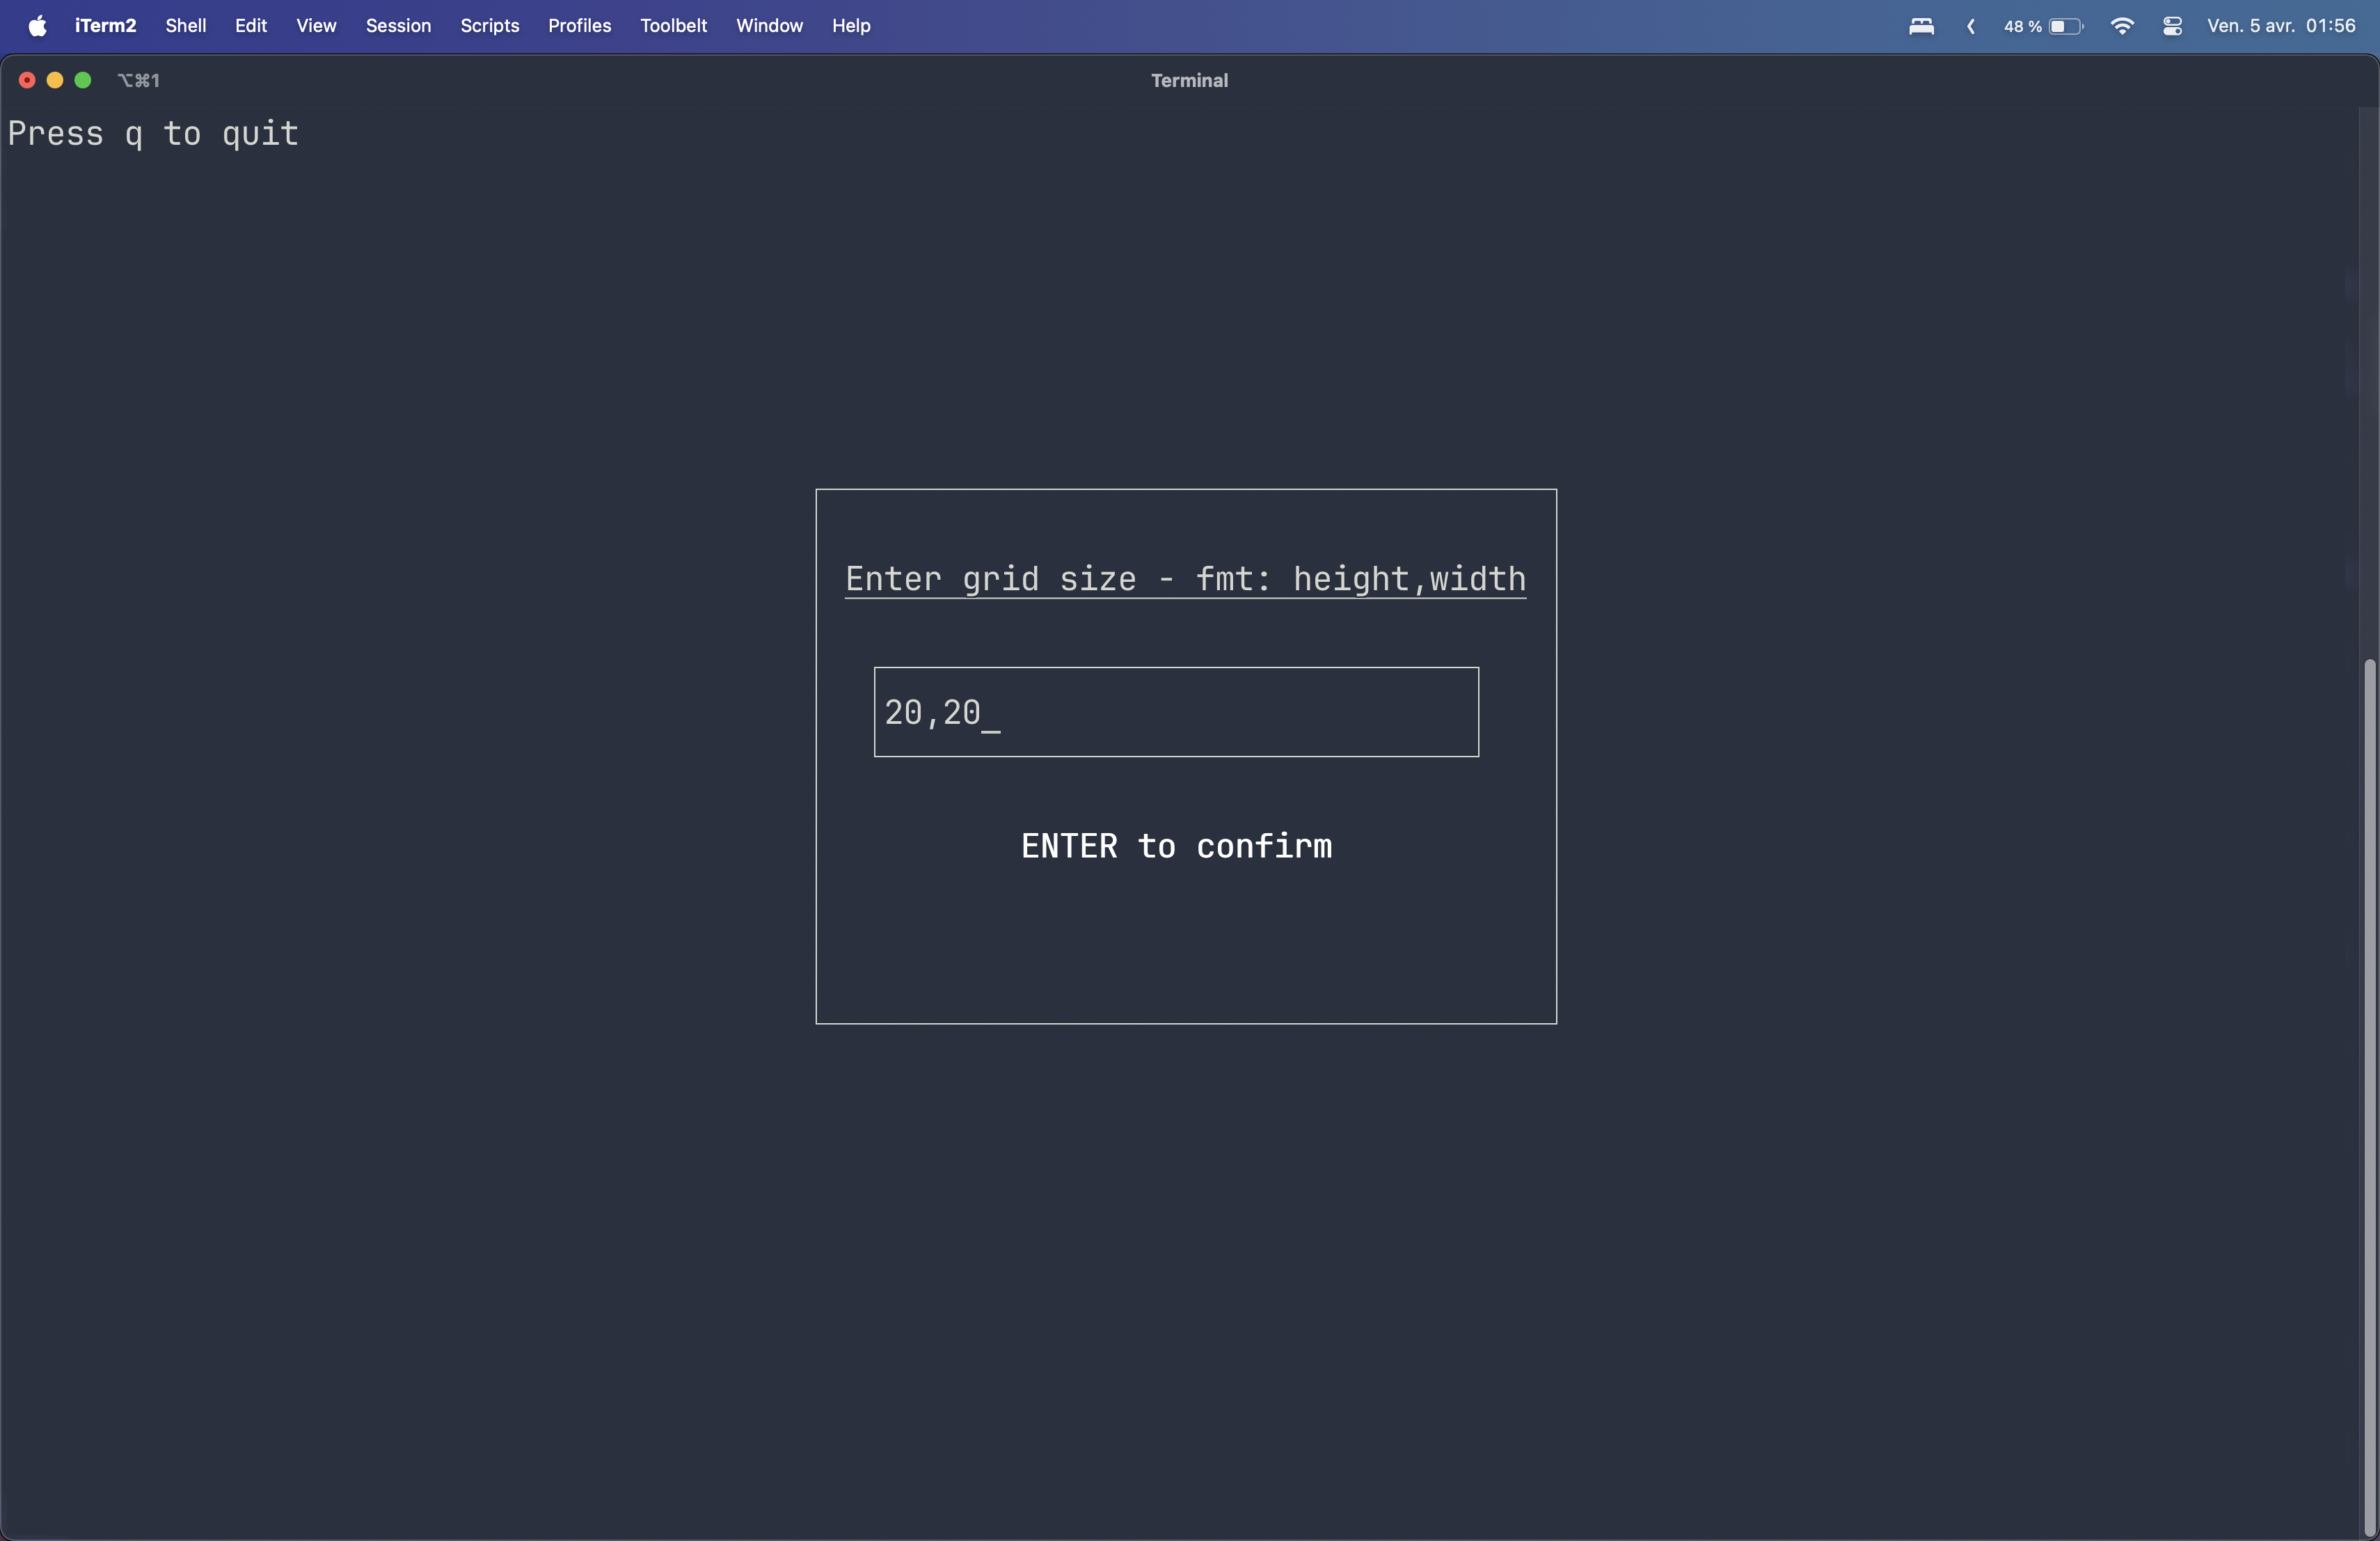 iTerm2 Shell Edit View Session Scripts Profiles Toolbelt Window Help 48 % Ven. 5 avr. 01:56
⌥⌘1 Terminal
Press q to quit
Enter grid size - fmt: height,width
20,20_
ENTER to confirm